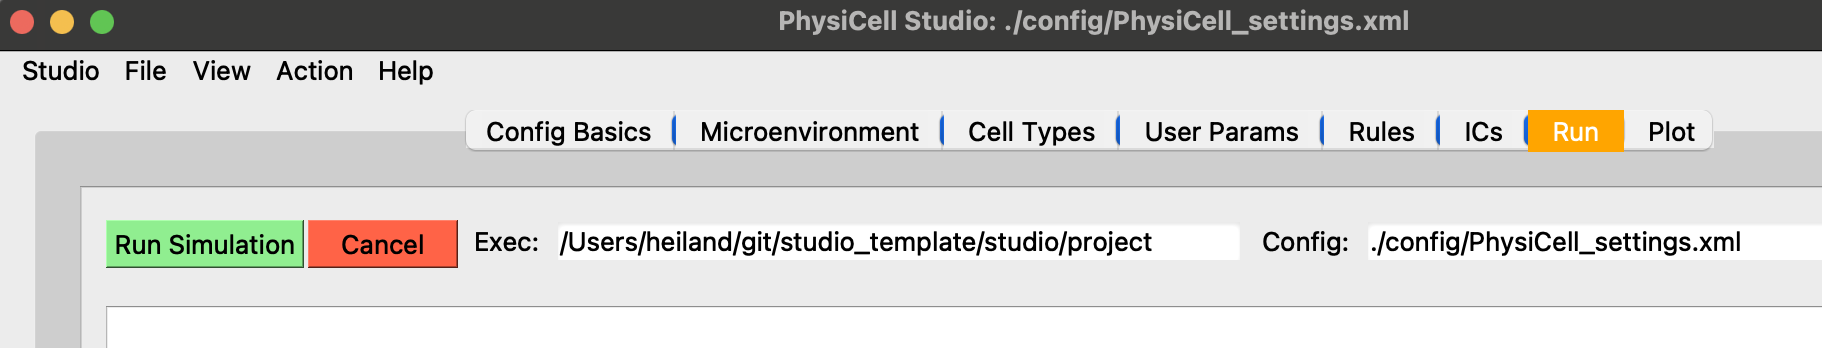 PhysiCell Studio: ./config/PhysiCell_settings.xml
Studio File View Action Help
Config Basics Microenvironment Cell Types User Params Rules ICs Run Plot
Run Simulation Cancel Exec: /Users/heiland/git/studio_template/studio/project Config: ./config/PhysiCell_settings.xml